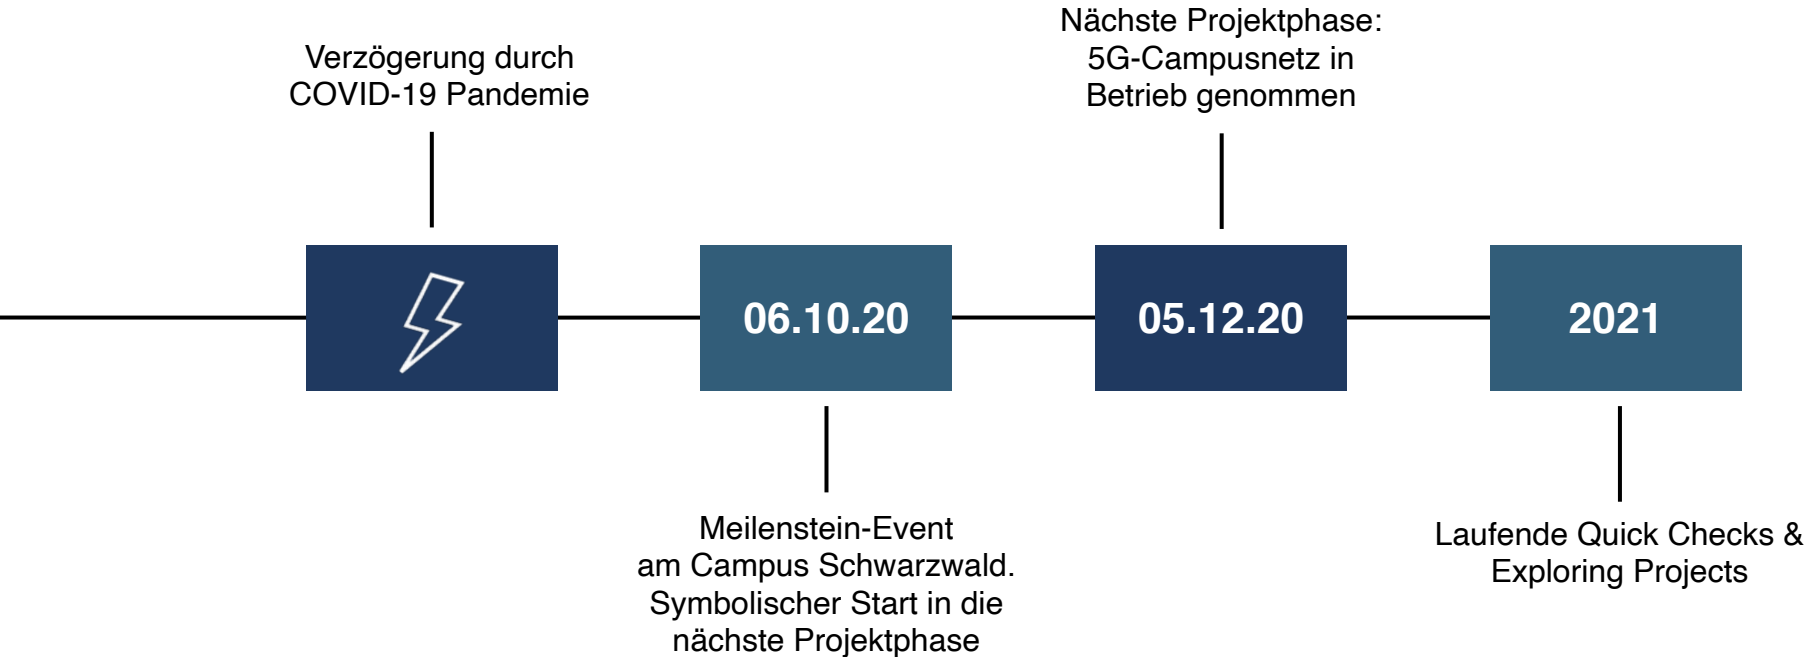 Verzögerung durch
COVID-19 Pandemie
Nächste Projektphase:
5G-Campusnetz in
Betrieb genommen
06.10.20
05.12.20
2021
Meilenstein-Event
am Campus Schwarzwald.
Symbolischer Start in die
nächste Projektphase
Laufende Quick Checks &
Exploring Projects